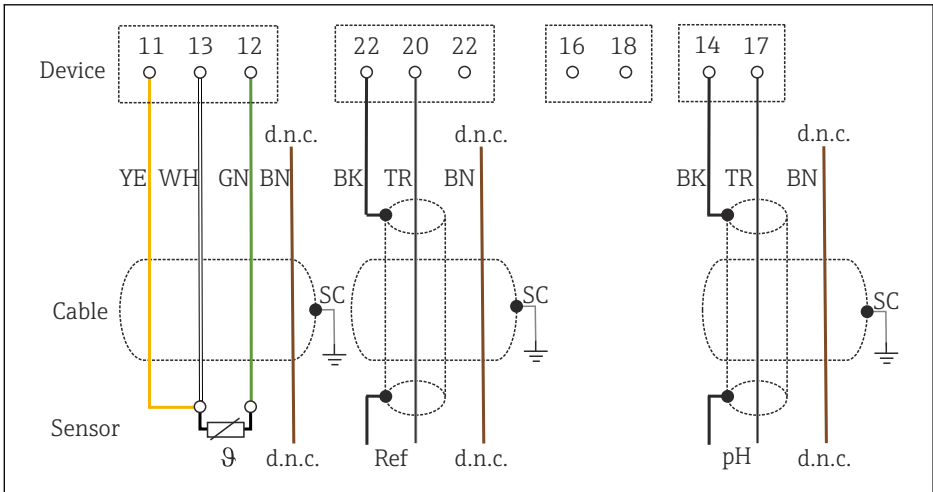 11 13 12 22 20 22 16 18 14 17
Device
d.n.c. d.n.c. d.n.c.
YE WH GN BN BK TR BN BK TR BN
SC SC SC
Cable
Sensor
ϑ d.n.c. Ref d.n.c. pH d.n.c.